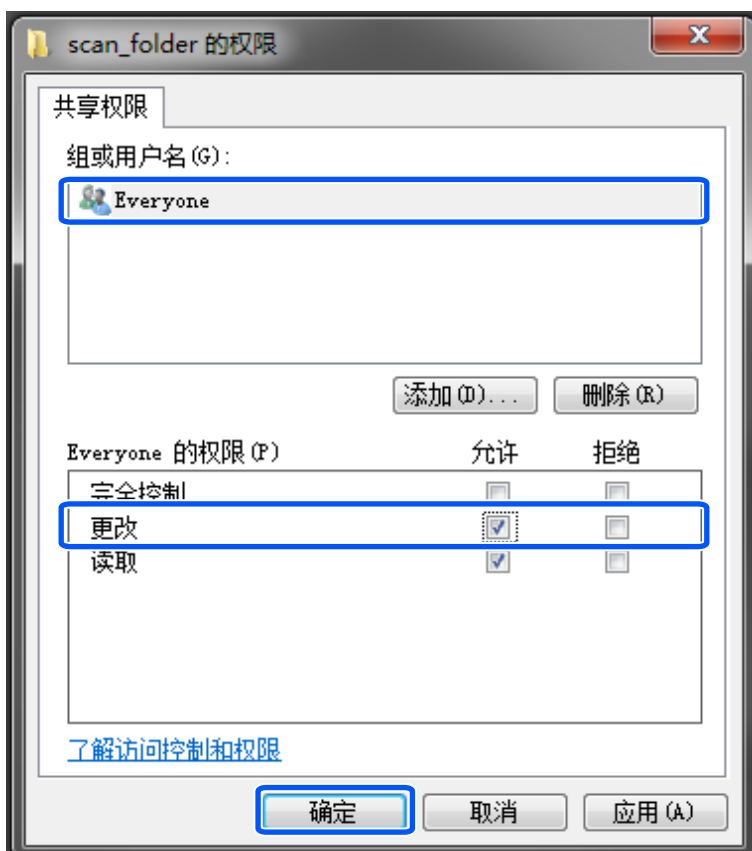 scan_folder 的权限
共享权限
组或用户名(G):
Everyone
添加(D)...
删除(R)
Everyone 的权限(P) 允许 拒绝
完全控制
更改
读取
了解访问控制和权限
确定 取消 应用(A)